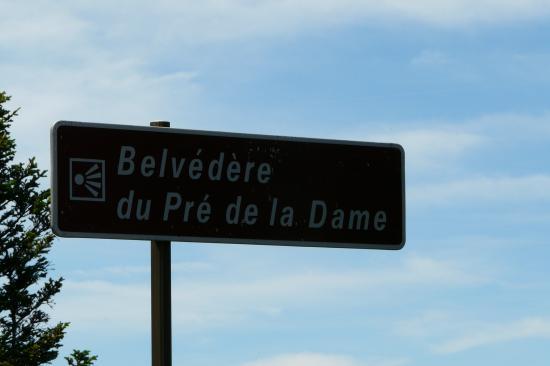 Belvédère
du Pré de la Dame